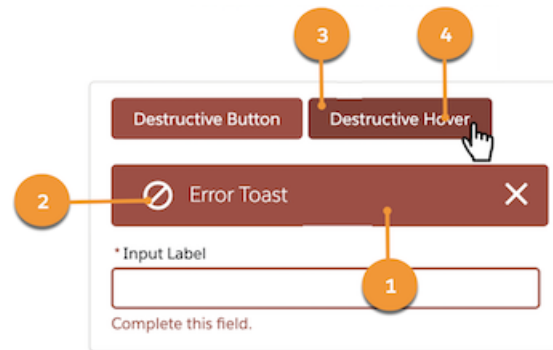 3
4
Destructive Button
Destructive Hover
2
Error Toast
*Input Label
1
Complete this field.